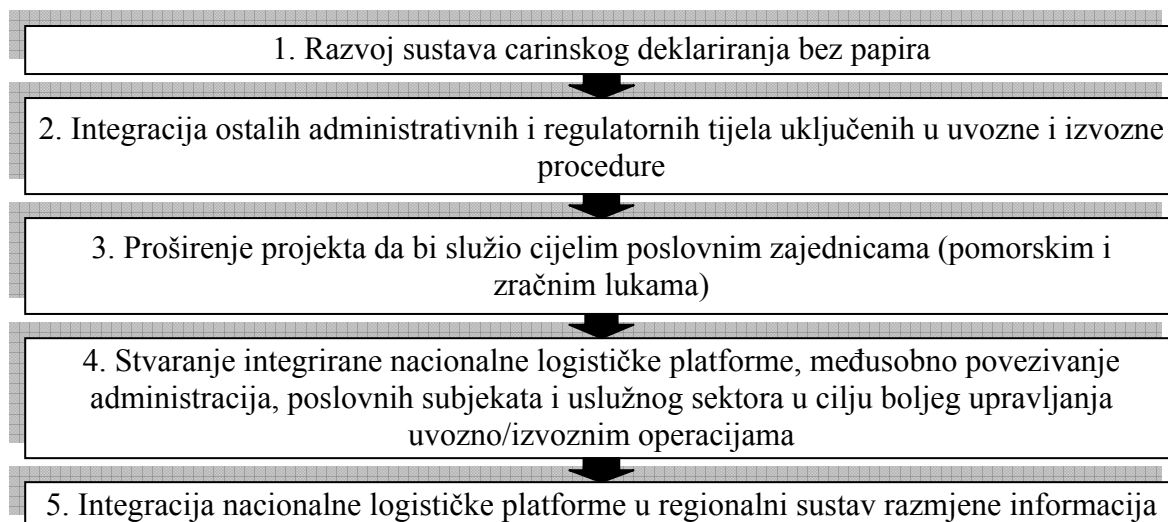 1. Razvoj sustava carinskog deklariranja bez papira
2. Integracija ostalih administrativnih i regulatornih tijela uključenih u uvozne i izvozne
procedure
3. Proširenje projekta da bi služio cijelim poslovnim zajednicama (pomorskim i
zračnim lukama)
4. Stvaranje integrirane nacionalne logističke platforme, međusobno povezivanje
administracija, poslovnih subjekata i uslužnog sektora u cilju boljeg upravljanja
uvozno/izvoznim operacijama
5. Integracija nacionalne logističke platforme u regionalni sustav razmjene informacija